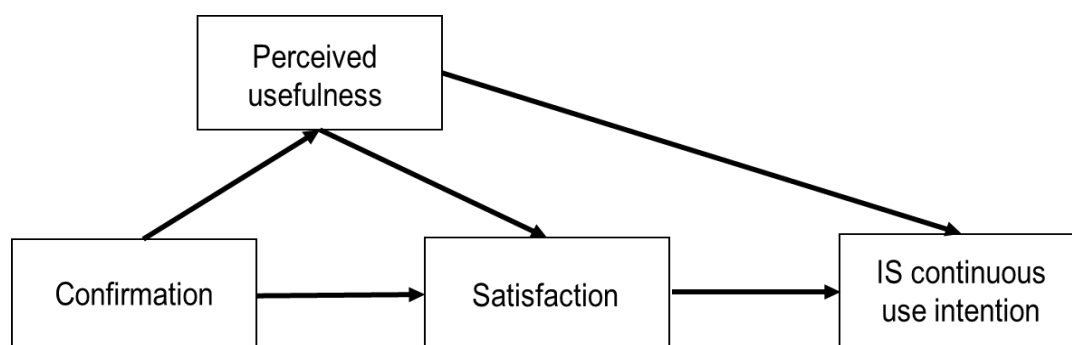 Perceived
usefulness
Confirmation
Satisfaction
IS continuous
use intention